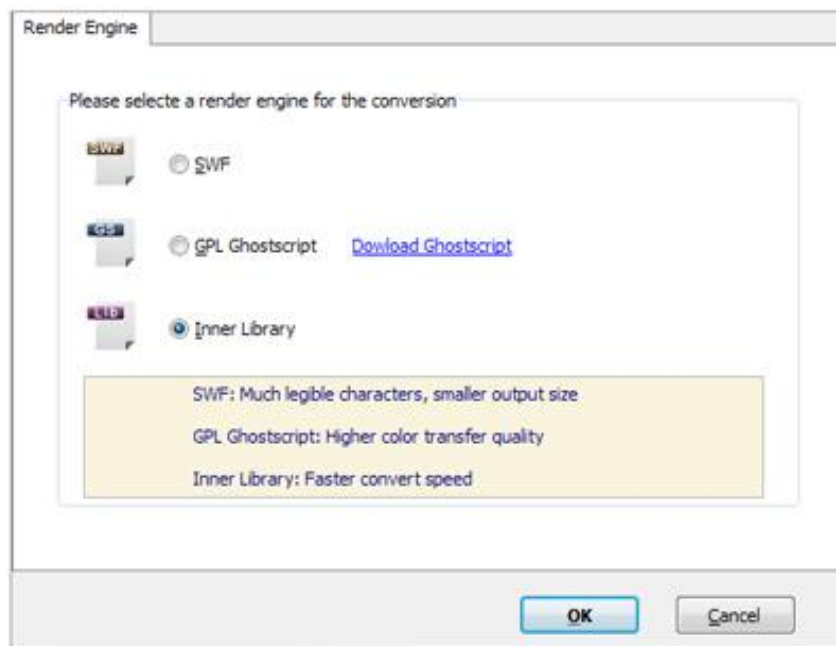 Render Engine
Please selecte a render engine for the conversion
SWF
SWF
GS
GPL Ghostscript Dowload Ghostscript
Lib
Inner Library
SWF: Much legible characters, smaller output size
GPL Ghostscript: Higher color transfer quality
Inner Library: Faster convert speed
OK Cancel